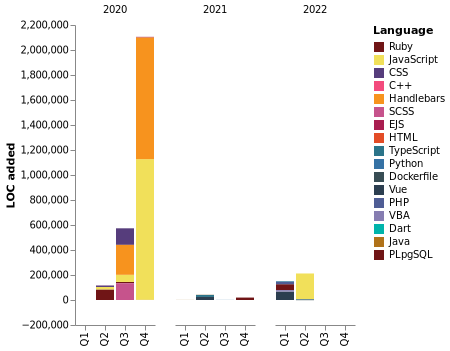 2020 2021 2022
LOC added
2,200,000
2,000,000
1,800,000
1,600,000
1,400,000
1,200,000
1,000,000
800,000
600,000
400,000
200,000
0
−200,000
Q1 Q2 Q3 Q4 Q1 Q2 Q3 Q4 Q1 Q2 Q3 Q4
Language
Ruby
JavaScript
CSS
C++
Handlebars
SCSS
EJS
HTML
TypeScript
Python
Dockerfile
Vue
PHP
VBA
Dart
Java
PLpgSQL